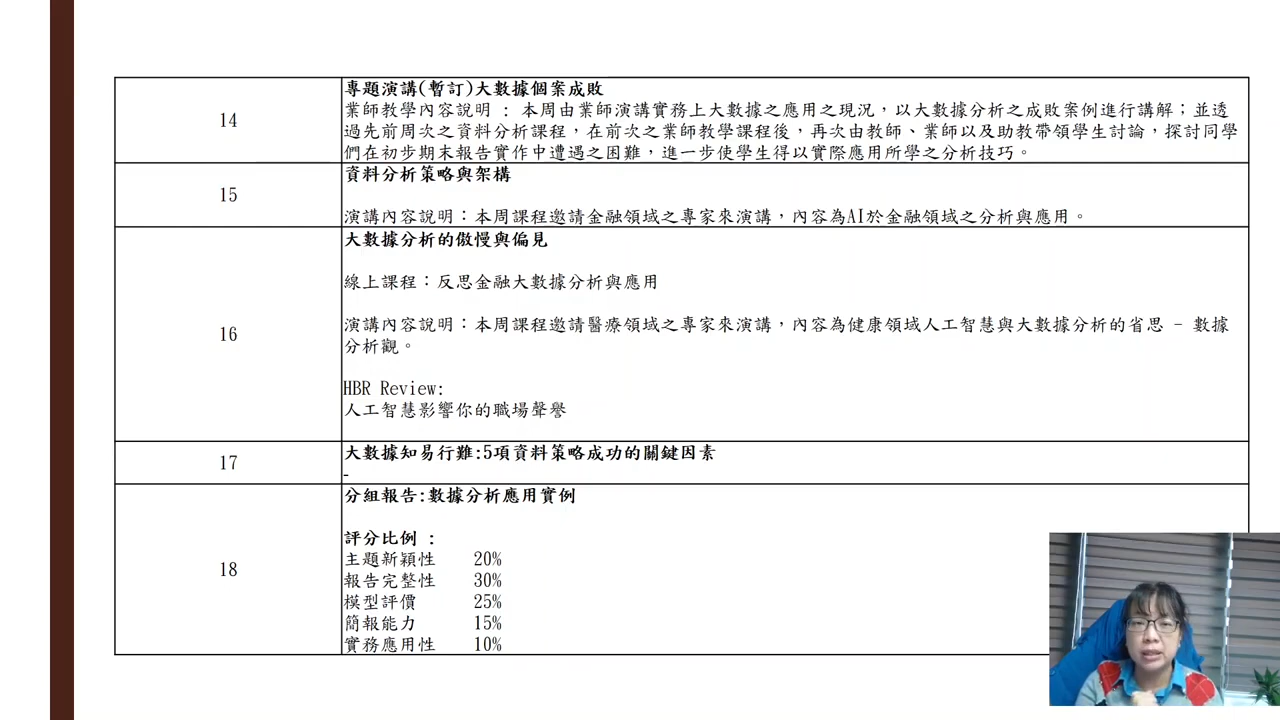 14
專題演講(暫訂)大數據個案成敗
業師教學內容說明 : 本周由業師演講實務上大數據之應用之現況，以大數據分析之成敗案例進行講解；並透
過先前周次之資料分析課程，在前次之業師教學課程後，再次由教師、業師以及助教帶領學生討論，探討同學
們在初步期末報告實作中遭遇之困難，進一步使學生得以實際應用所學之分析技巧。
15
資料分析策略與架構
演講內容說明：本周課程邀請金融領域之專家來演講，內容為AI於金融領域之分析與應用。
16
大數據分析的傲慢與偏見
線上課程：反思金融大數據分析與應用
演講內容說明：本周課程邀請醫療領域之專家來演講，內容為健康領域人工智慧與大數據分析的省思 - 數據
分析觀。
HBR Review:
人工智慧影響你的職場聲譽
17
大數據知易行難:5項資料策略成功的關鍵因素
-
18
分組報告:數據分析應用實例
評分比例 :
主題新穎性 20%
報告完整性 30%
模型評價 25%
簡報能力 15%
實務應用性 10%